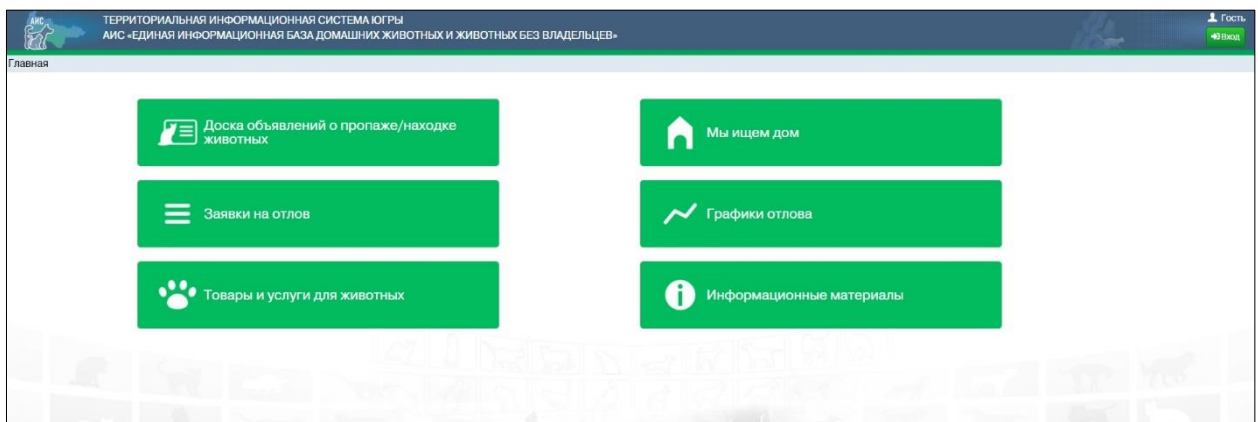 АИС
ТЕРРИТОРИАЛЬНАЯ ИНФОРМАЦИОННАЯ СИСТЕМА ЮГРЫ
АИС «ЕДИНАЯ ИНФОРМАЦИОННАЯ БАЗА ДОМАШНИХ ЖИВОТНЫХ И ЖИВОТНЫХ БЕЗ ВЛАДЕЛЬЦЕВ»
Гость
Вход
Главная
Доска объявлений о пропаже/находке
животных
Мы ищем дом
Заявки на отлов
Графики отлова
Товары и услуги для животных
Информационные материалы